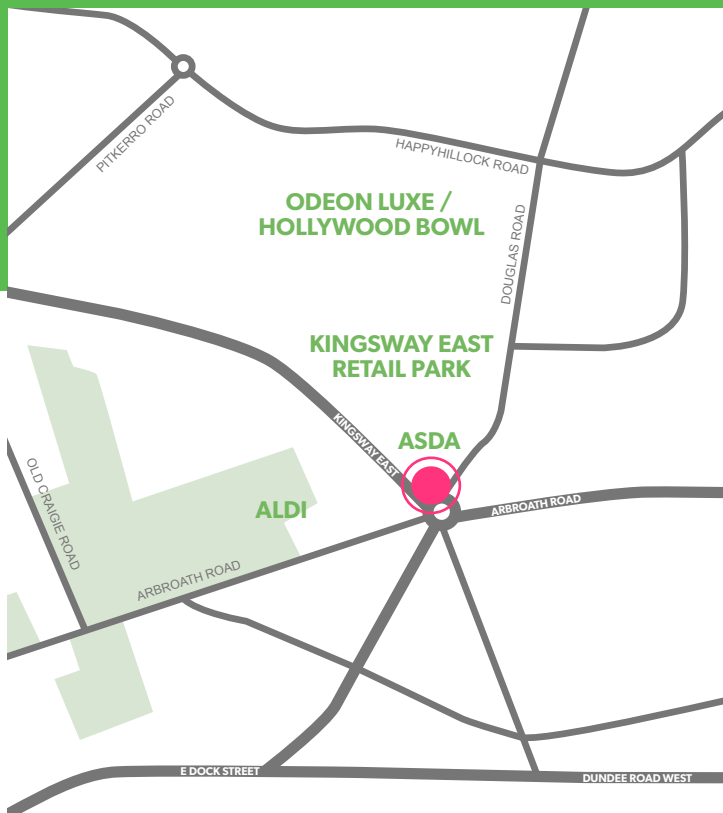 PITKERRO ROAD
HAPPYHILLOCK ROAD
ODEON LUXE /
HOLLYWOOD BOWL
DOUGLAS ROAD
KINGSWAY EAST
RETAIL PARK
KINGSWAY EAST
ASDA
OLD CRAIGIE ROAD
ALDI
ARBROATH ROAD
ARBROATH ROAD
E DOCK STREET
DUNDEE ROAD WEST